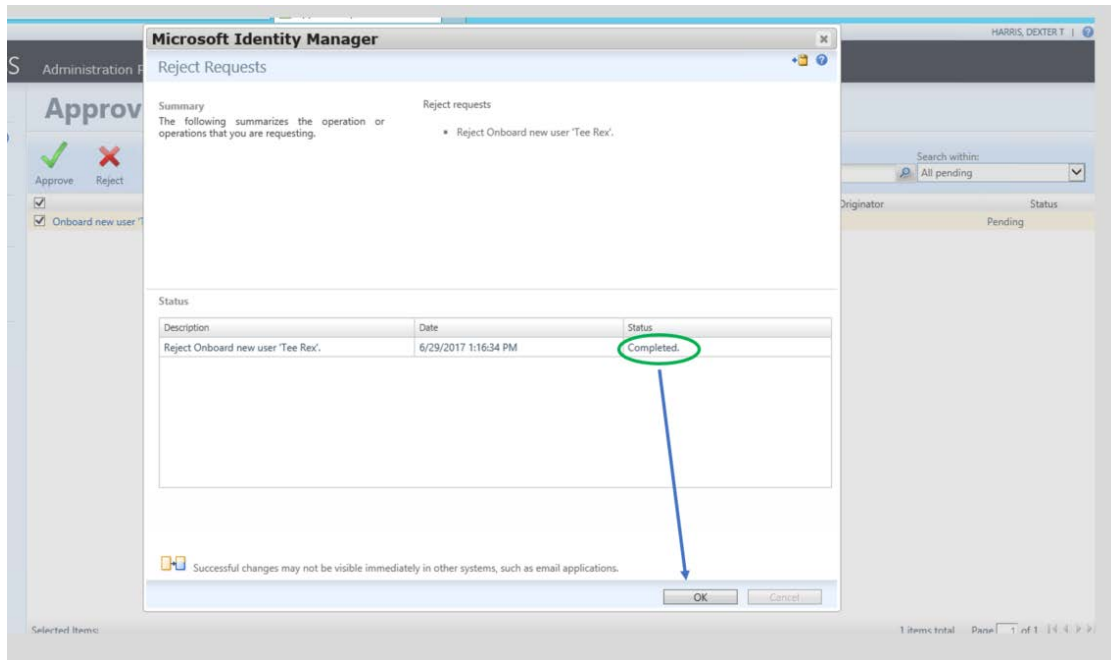 HARRIS, DEXTER T |
Microsoft Identity Manager
S Administration
Reject Requests
Approv
Summary
The following summarizes the operation or
operations that you are requesting.
Reject requests
• Reject Onboard new user 'Tee Rex'.
Search within:
All pending
Approve Reject
Originator Status
Onboard new user
Pending
Status
Description Date Status
Reject Onboard new user 'Tee Rex'. 6/29/2017 1:16:34 PM Completed.
Successful changes may not be visible immediately in other systems, such as email applications.
OK Cancel
Selected Items:
1 items total Page 1 of 1